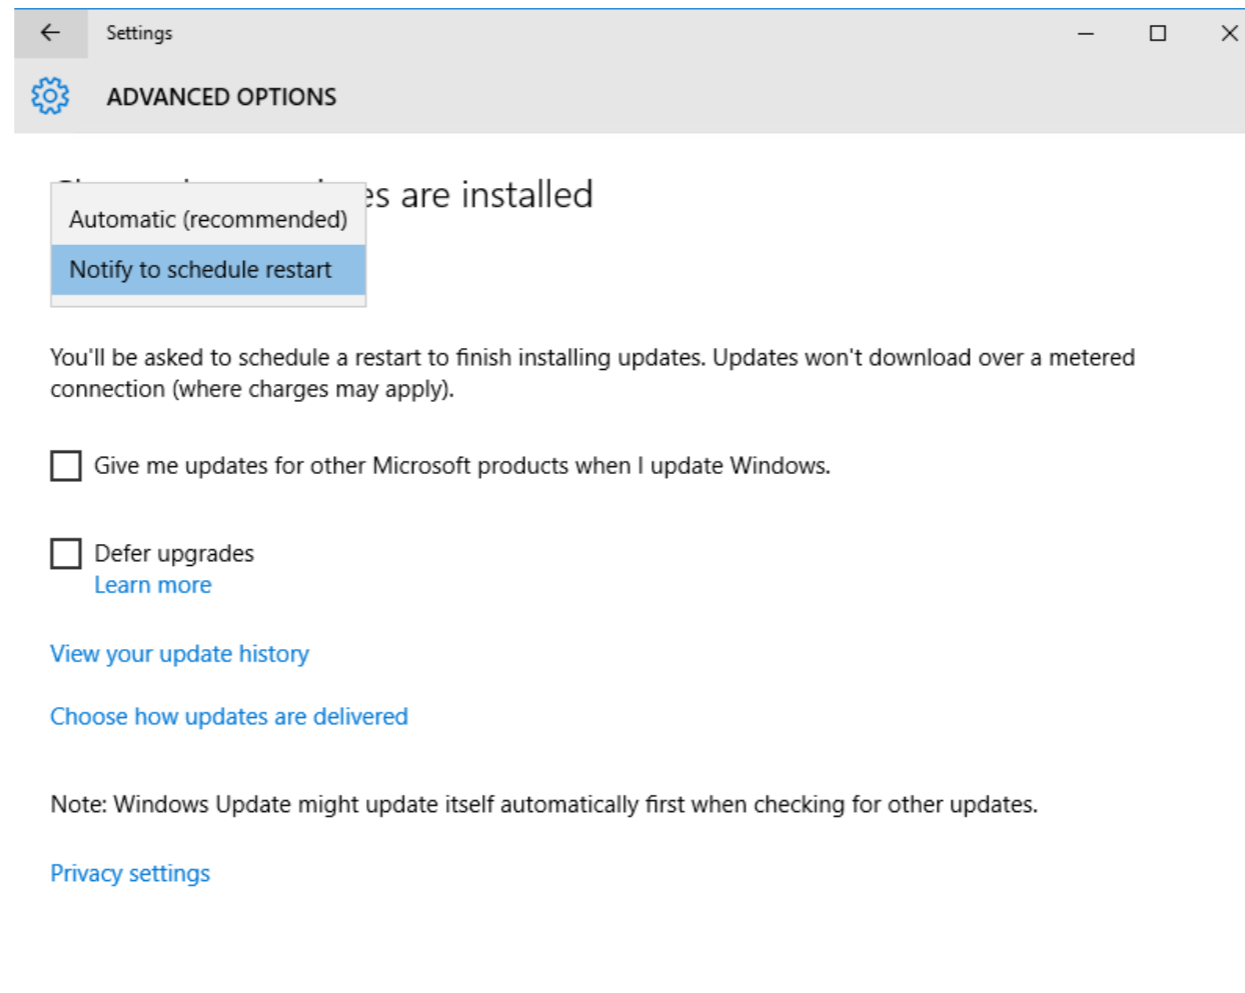 Settings
ADVANCED OPTIONS
es are installed
Automatic (recommended)
Notify to schedule restart
You'll be asked to schedule a restart to finish installing updates. Updates won't download over a metered
connection (where charges may apply).
Give me updates for other Microsoft products when I update Windows.
Defer upgrades
Learn more
View your update history
Choose how updates are delivered
Note: Windows Update might update itself automatically first when checking for other updates.
Privacy settings